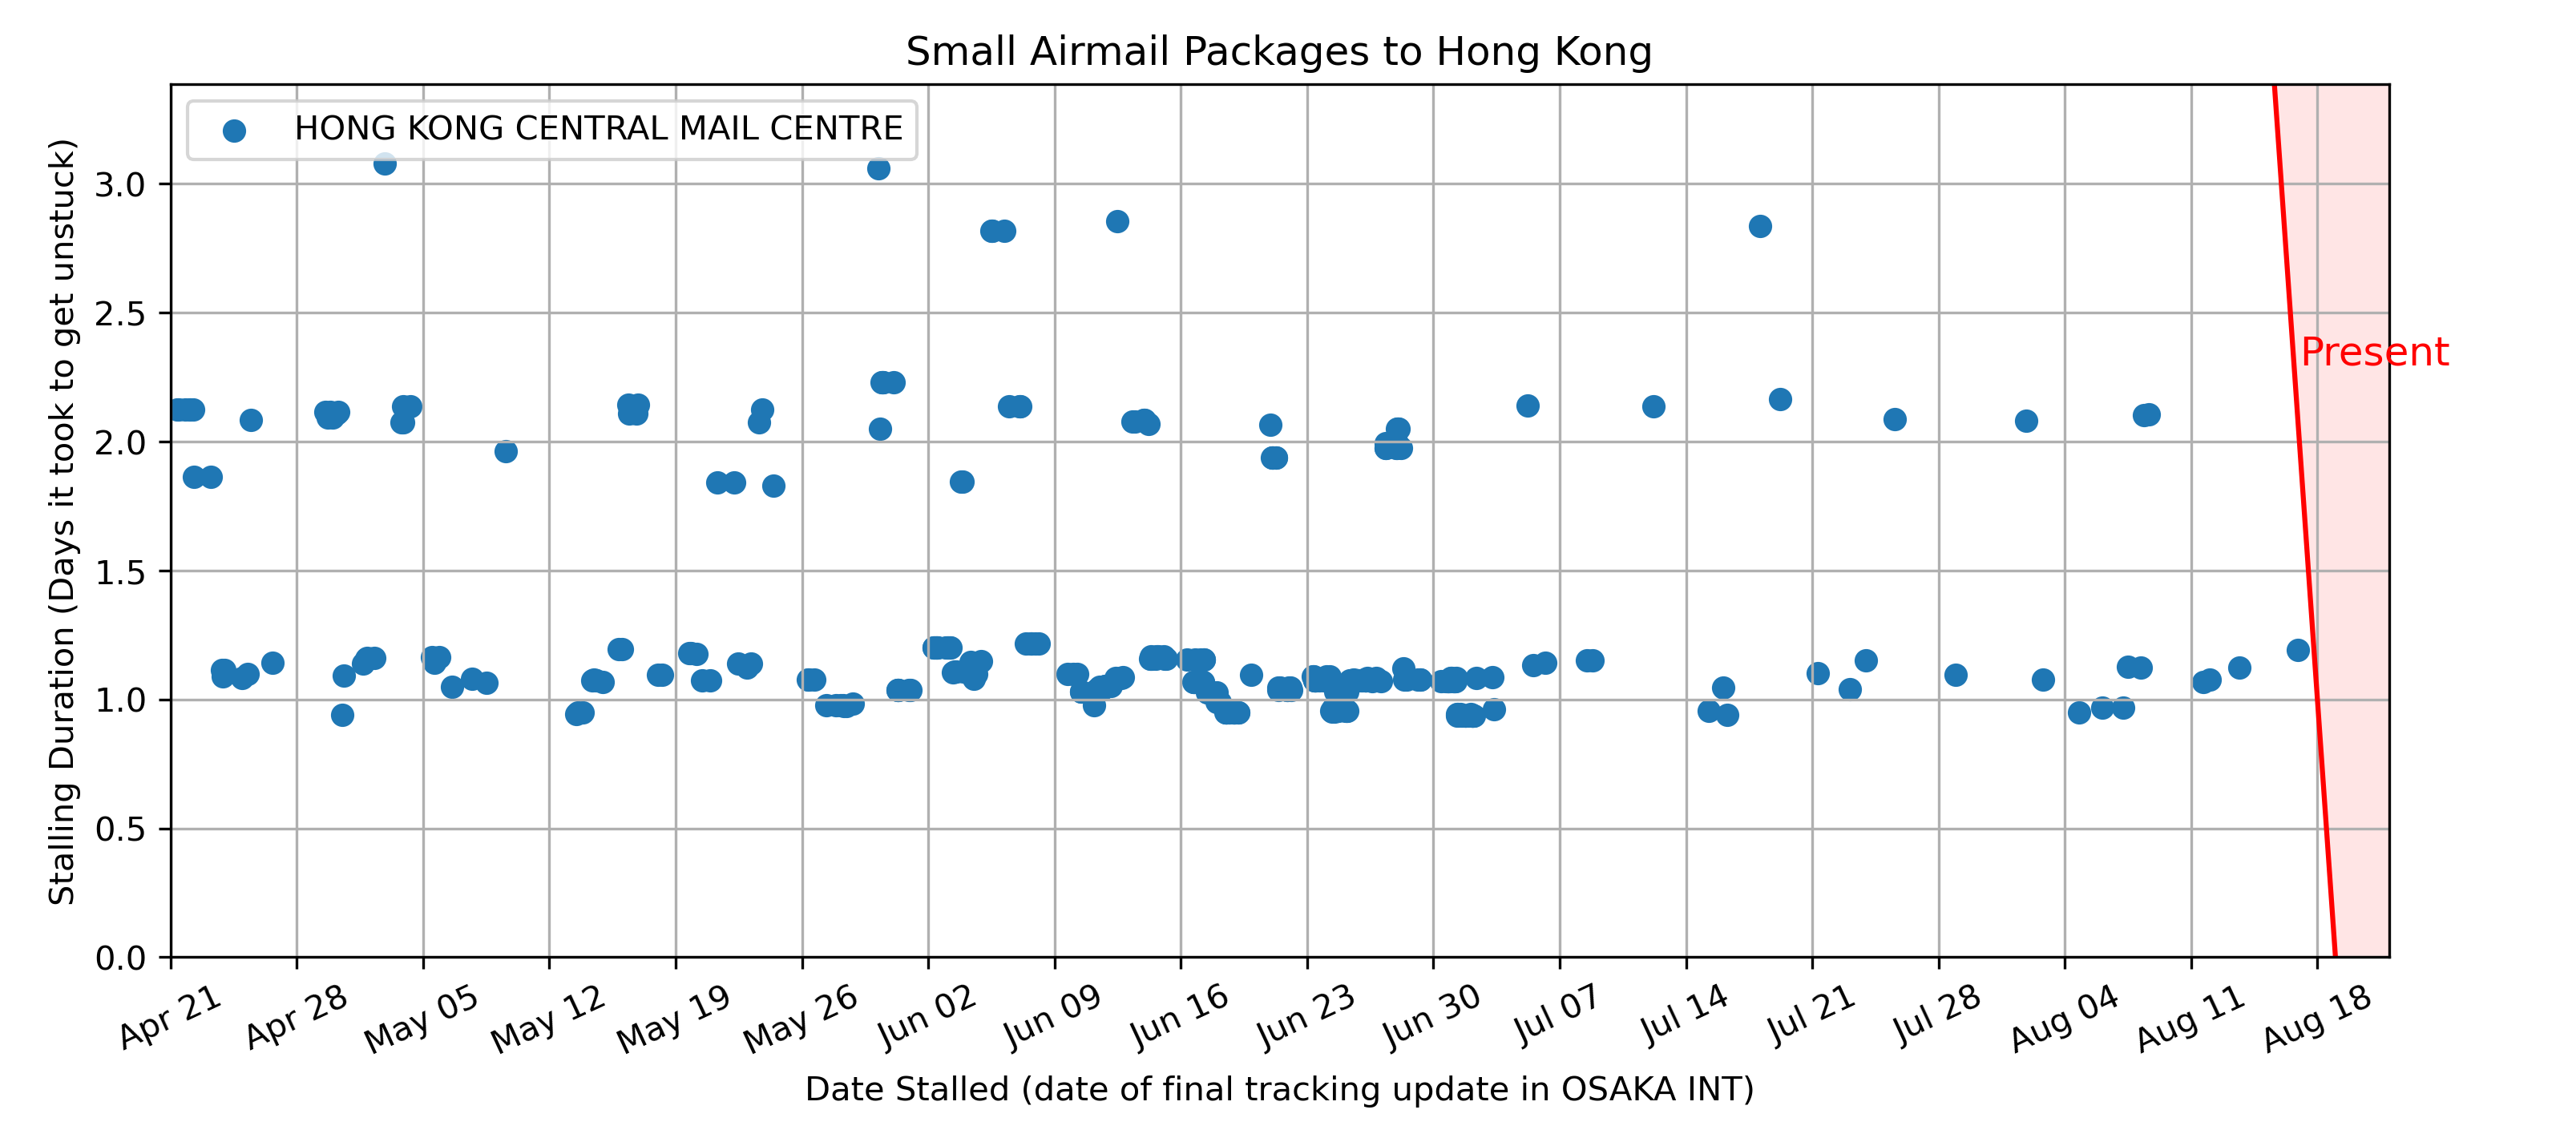 Small Airmail Packages to Hong Kong
HONG KONG CENTRAL MAIL CENTRE
Stalling Duration (Days it took to get unstuck)
3.0
2.5
2.0
1.5
1.0
0.5
0.0
Present
Apr 21
Apr 28
May 05
May 12
May 19
May 26
Jun 02
Jun 09
Jun 16
Jun 23
Jun 30
Jul 07
Jul 14
Jul 21
Jul 28
Aug 04
Aug 11
Aug 18
Date Stalled (date of final tracking update in OSAKA INT)